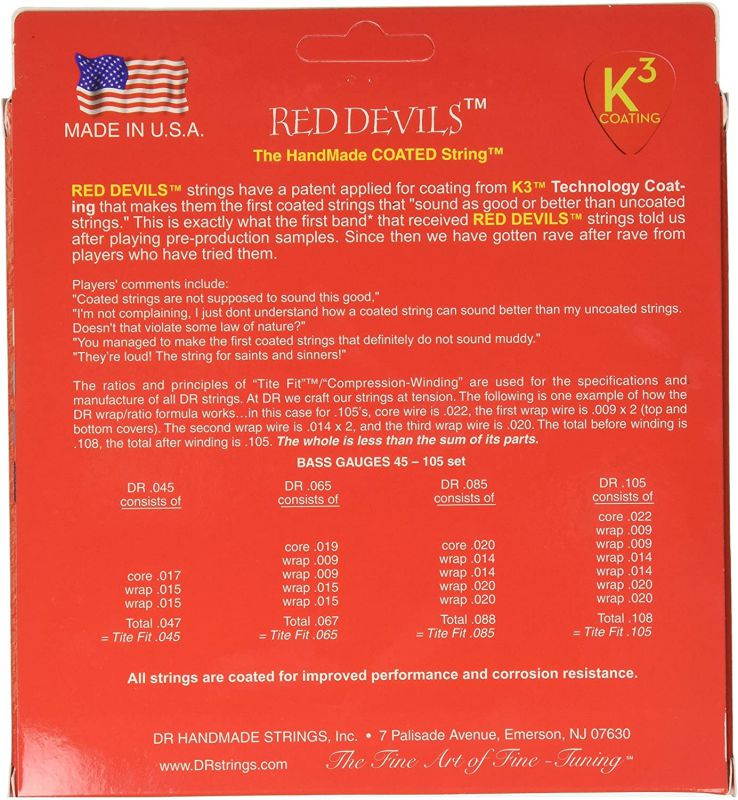 MADE IN U.S.A.
RED DEVILS™
K3
COATING
The HandMade COATED String™
RED DEVILS™ strings have a patent applied for coating from K3™ Technology Coat-
ing that makes them the first coated strings that "sound as good or better than uncoated
strings." This is exactly what the first band* that received RED DEVILS™ strings told us
after playing pre-production samples. Since then we have gotten rave after rave from
players who have tried them.
Players' comments include:
"Coated strings are not supposed to sound this good,"
"I'm not complaining, I just dont understand how a coated string can sound better than my uncoated strings.
Doesn't that violate some law of nature?"
"You managed to make the first coated strings that definitely do not sound muddy."
"They're loud! The string for saints and sinners!"
The ratios and principles of "Tite Fit"™/"Compression-Winding" are used for the specifications and
manufacture of all DR strings. At DR we craft our strings at tension. The following is one example of how the
DR wrap/ratio formula works...in this case for .105's, core wire is .022, the first wrap wire is .009 x 2 (top and
bottom covers). The second wrap wire is .014 x 2, and the third wrap wire is .020. The total before winding is
.108, the total after winding is .105. The whole is less than the sum of its parts.
BASS GAUGES 45 – 105 set
DR .045
consists of
core .017
wrap .015
wrap .015
Total .047
= Tite Fit .045
DR .065
consists of
core .019
wrap .009
wrap .009
wrap .015
wrap .015
Total .067
= Tite Fit .065
DR .085
consists of
core .020
wrap .014
wrap .014
wrap .020
wrap .020
Total .088
= Tite Fit .085
DR .105
consists of
core .022
wrap .009
wrap .009
wrap .014
wrap .014
wrap .020
wrap .020
Total .108
= Tite Fit .105
All strings are coated for improved performance and corrosion resistance.
DR HANDMADE STRINGS, Inc. • 7 Palisade Avenue, Emerson, NJ 07630
www.DRstrings.com The Fine Art of Fine -Tuning ℠